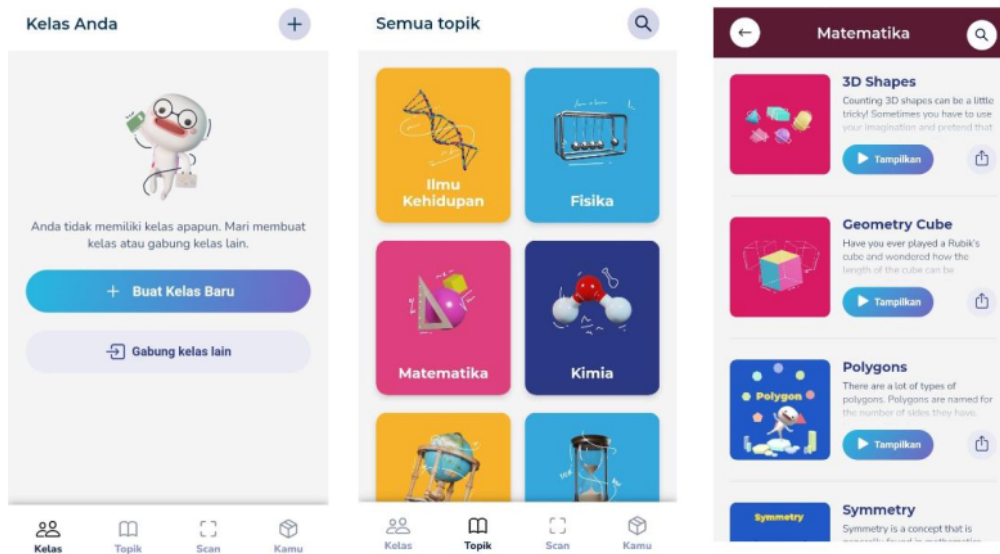 Kelas Anda
Anda tidak memiliki kelas apapun. Mari membuat
kelas atau gabung kelas lain.
+ Buat Kelas Baru
Gabung kelas lain
Kelas
Topik
Scan
Kamu
Semua topik
Ilmu
Kehidupan
Fisika
Matematika
Kimia
Kelas
Topik
Scan
Kamu
Matematika
3D Shapes
Counting 3D shapes can be a little
tricky! Sometimes you have to use
your imagination and pretend that
Tampilkan
Geometry Cube
Have you ever played a Rubik's
cube and wondered how the
length of the cube can be
Tampilkan
Polygon
Polygons
There are a lot of types of
polygons. Polygons are named for
the number of sides they have.
Tampilkan
Symmetry
Symmetry
Symmetry is a concept that is